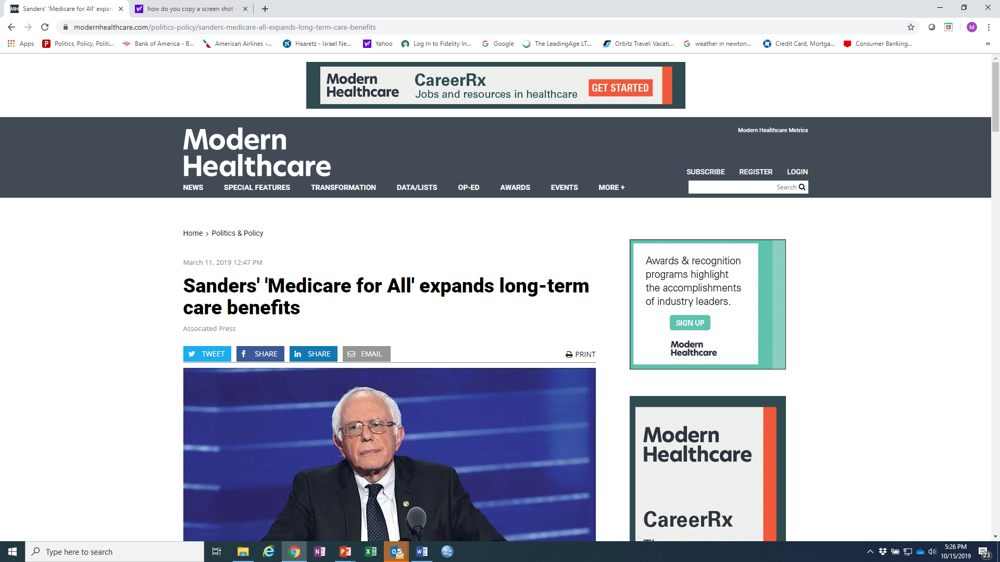 MH Sanders' 'Medicare for All' expan
y! how do you copy a screen shot -
modernhealthcare.com/politics-policy/sanders-medicare-all-expands-long-term-care-benefits
M
Apps
Politics, Policy, Politi...
Bank of America - B...
American Airlines -...
Haaretz - Israel Ne...
Yahoo
Log In to Fidelity In...
Google
The LeadingAge LT...
Orbitz Travel: Vacati...
weather in newton...
Credit Card, Mortga...
Consumer Banking...
»
Modern
Healthcare
CareerRx
Jobs and resources in healthcare
GET STARTED
Modern Healthcare Metrics
Modern
Healthcare
SUBSCRIBE REGISTER LOGIN
NEWS SPECIAL FEATURES TRANSFORMATION DATA/LISTS OP-ED AWARDS EVENTS MORE +
Search
Home > Politics & Policy
March 11, 2019 12:47 PM
Sanders' 'Medicare for All' expands long-term
care benefits
Associated Press
TWEET
SHARE
SHARE
EMAIL
PRINT
Awards & recognition
programs highlight
the accomplishments
of industry leaders.
SIGN UP
Modern
Healthcare
Modern
Healthcare
CareerRx
Type here to search
5:26 PM
10/15/2019
23